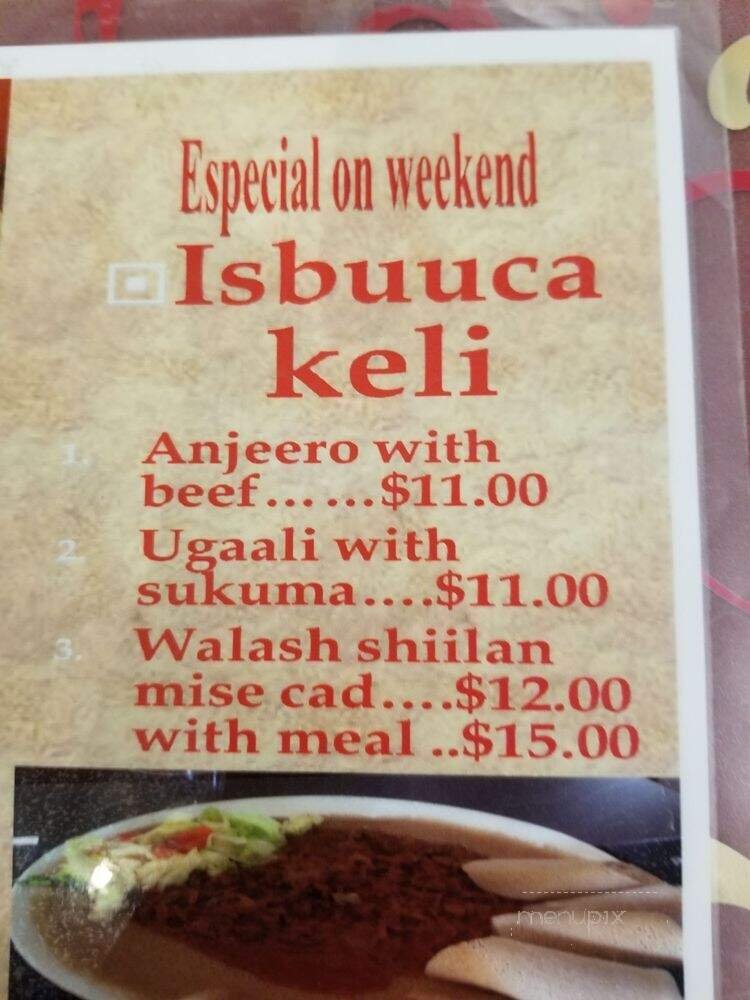 Especial on weekend
Isbuuca
keli
1. Anjeero with
beef... ...$11.00
2. Ugaali with
sukuma....$11.00
3. Walash shiilan
mise cad....$12.00
with meal ..$15.00
menupix